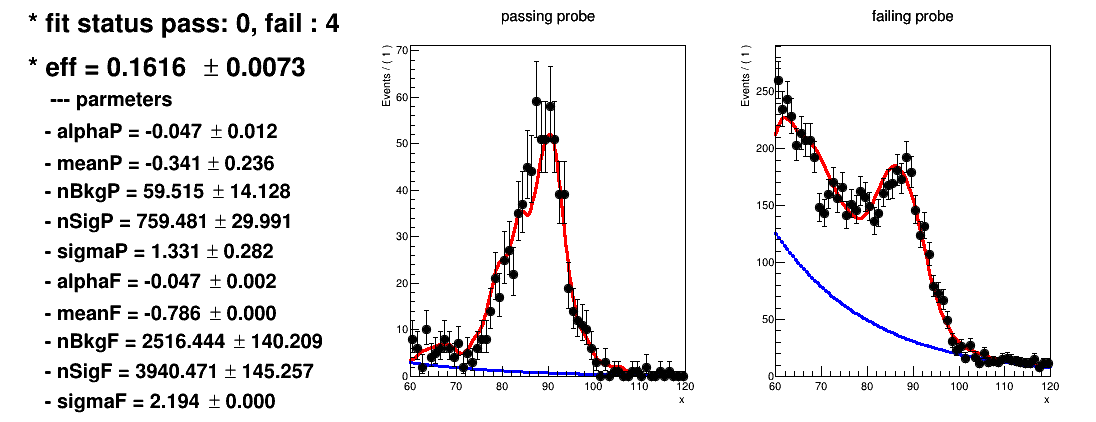 * fit status pass: 0, fail : 4
* eff = 0.1616 ± 0.0073
--- parmeters
- alphaP = -0.047 ± 0.012
- meanP = -0.341 ± 0.236
- nBkgP = 59.515 ± 14.128
- nSigP = 759.481 ± 29.991
- sigmaP = 1.331 ± 0.282
- alphaF = -0.047 ± 0.002
- meanF = -0.786 ± 0.000
- nBkgF = 2516.444 ± 140.209
- nSigF = 3940.471 ± 145.257
- sigmaF = 2.194 ± 0.000
passing probe
Events / ( 1 )
70
60
50
40
30
20
10
0
60 70 80 90 100 110 120
x
failing probe
Events / ( 1 )
250
200
150
100
50
0
60 70 80 90 100 110 120
x